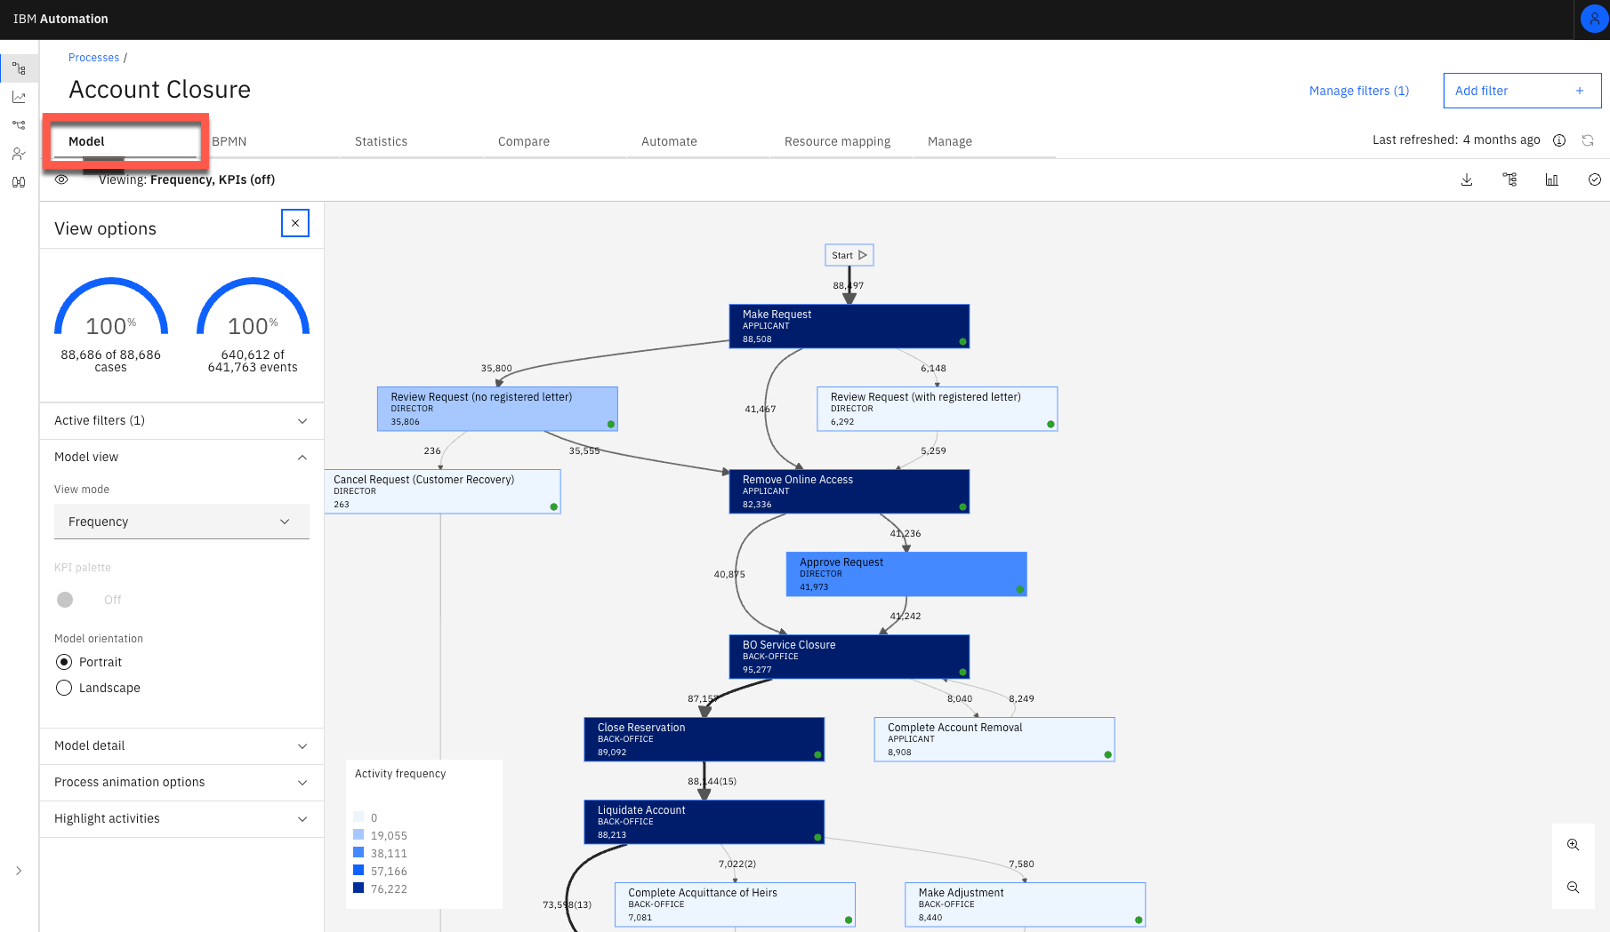 IBM Automation
Processes /
Account Closure
Manage filters (1)
Add filter +
Model
BPMN
Statistics
Compare
Automate
Resource mapping
Manage
Last refreshed: 4 months ago
Viewing: Frequency, KPIs (off)
View options
100%
100%
88,686 of 88,686
cases
640,612 of
641,763 events
Active filters (1)
Model view
View mode
Frequency
KPI palette
Off
Model orientation
Portrait
Landscape
Model detail
Process animation options
Highlight activities
Start
88,497
Make Request
APPLICANT
88,508
35,800
6,148
Review Request (no registered letter)
DIRECTOR
35,806
41,467
Review Request (with registered letter)
DIRECTOR
6,292
236
35,555
5,259
Cancel Request (Customer Recovery)
DIRECTOR
263
Remove Online Access
APPLICANT
82,336
41,236
40,875
Approve Request
DIRECTOR
41,973
41,242
BO Service Closure
BACK-OFFICE
95,277
87,157
8,040
8,249
Close Reservation
BACK-OFFICE
89,092
Complete Account Removal
APPLICANT
8,908
88,144(15)
Liquidate Account
BACK-OFFICE
88,213
7,022(2)
7,580
73,598(13)
Complete Acquittance of Heirs
BACK-OFFICE
7,081
Make Adjustment
BACK-OFFICE
8,440
Activity frequency
0
19,055
38,111
57,166
76,222